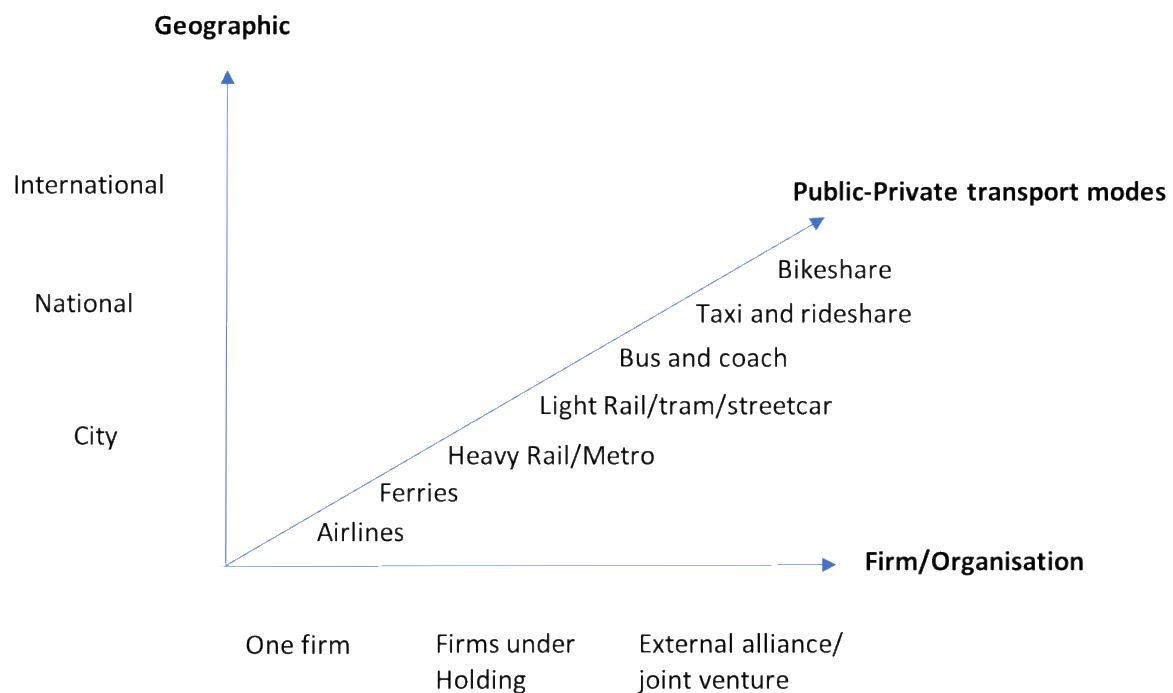 Geographic
International
Public-Private transport modes
Bikeshare
National
Taxi and rideshare
Bus and coach
Light Rail/tram/streetcar
City
Heavy Rail/Metro
Ferries
Airlines
Firm/Organisation
One firm
Firms under
Holding
External alliance/
joint venture